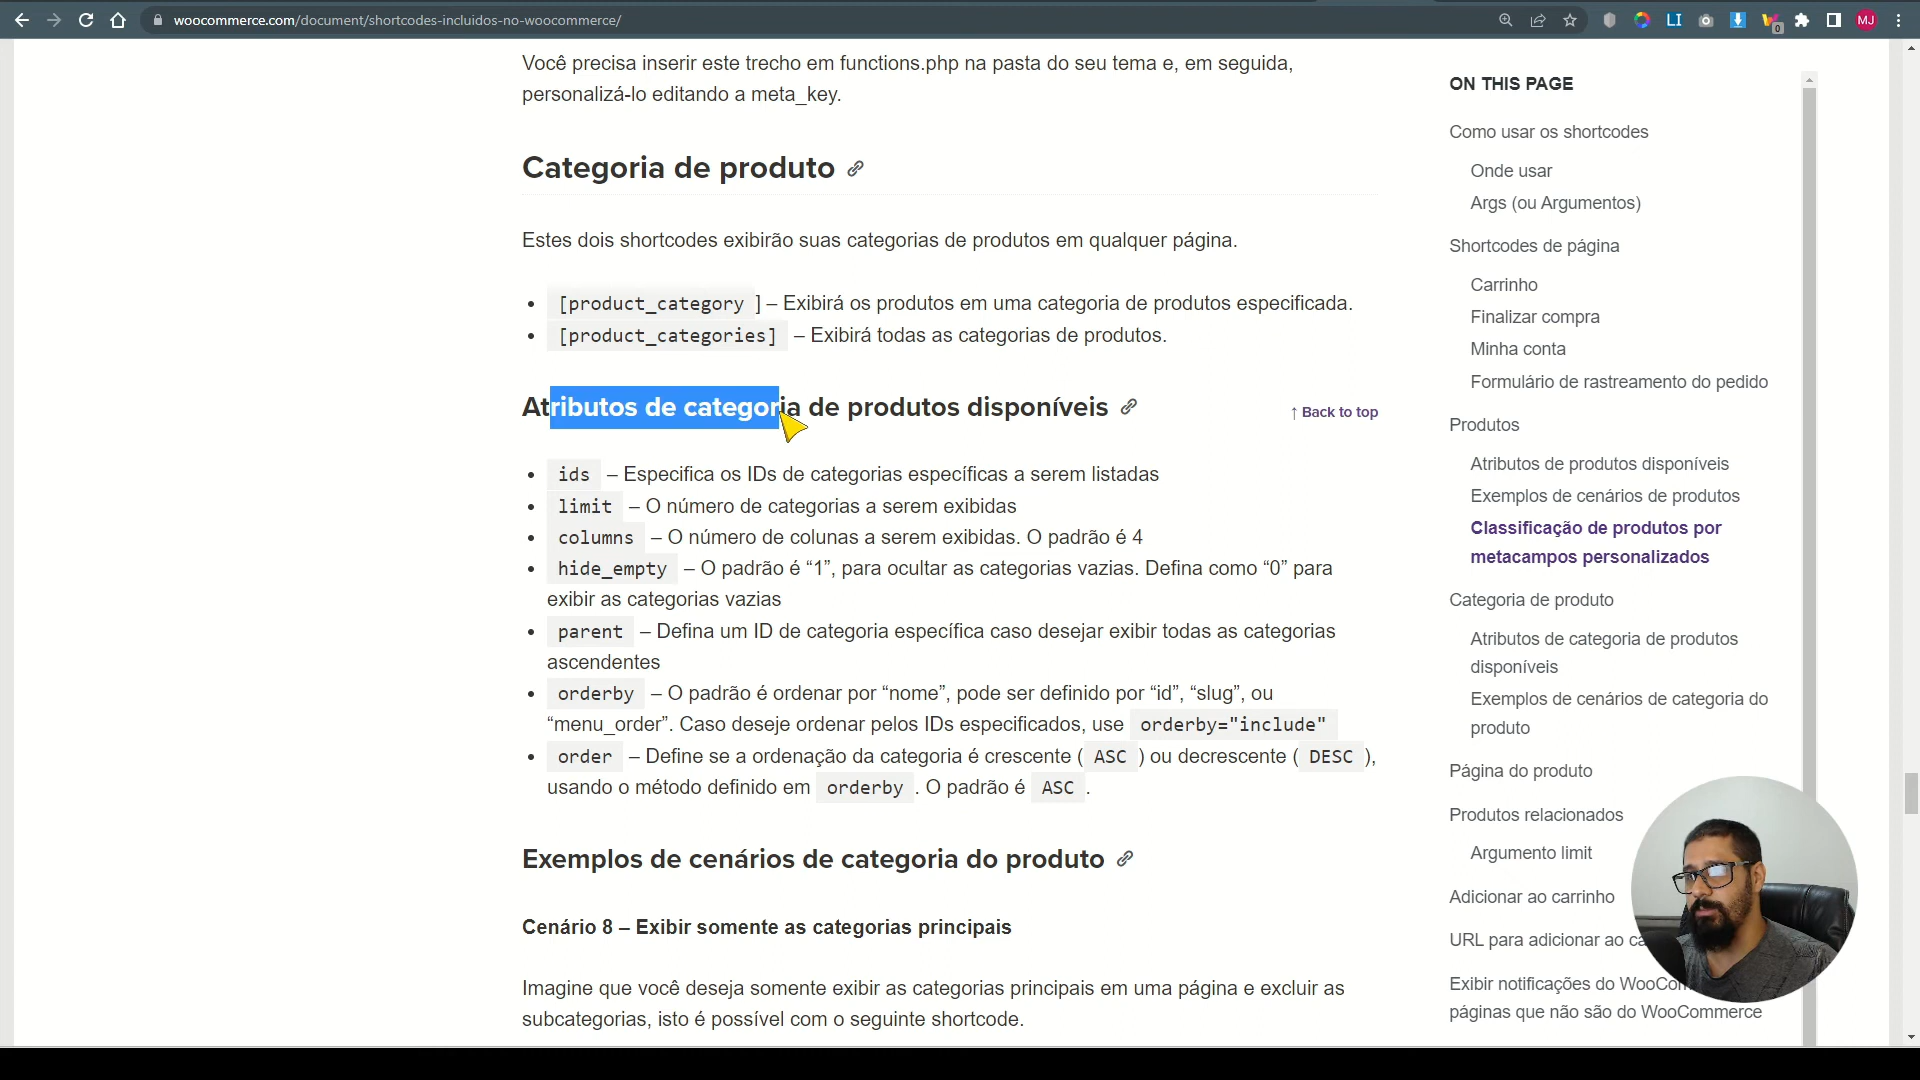 woocommerce.com/document/shortcodes-incluidos-no-woocommerce/
LI
0
MJ
Você precisa inserir este trecho em functions.php na pasta do seu tema e, em seguida,
personalizá-lo editando a meta_key.
Categoria de produto
Estes dois shortcodes exibirão suas categorias de produtos em qualquer página.
• [product_category ] – Exibirá os produtos em uma categoria de produtos especificada.
• [product_categories] – Exibirá todas as categorias de produtos.
Atributos de categoria de produtos disponíveis
↑ Back to top
• ids – Especifica os IDs de categorias específicas a serem listadas
• limit – O número de categorias a serem exibidas
• columns – O número de colunas a serem exibidas. O padrão é 4
• hide_empty – O padrão é “1”, para ocultar as categorias vazias. Defina como “0” para
exibir as categorias vazias
• parent – Defina um ID de categoria específica caso desejar exibir todas as categorias
ascendentes
• orderby – O padrão é ordenar por “nome”, pode ser definido por “id”, “slug”, ou
“menu_order”. Caso deseje ordenar pelos IDs especificados, use orderby="include"
• order – Define se a ordenação da categoria é crescente ( ASC ) ou decrescente ( DESC ),
usando o método definido em orderby . O padrão é ASC .
Exemplos de cenários de categoria do produto
Cenário 8 – Exibir somente as categorias principais
Imagine que você deseja somente exibir as categorias principais em uma página e excluir as
subcategorias, isto é possível com o seguinte shortcode.
ON THIS PAGE
Como usar os shortcodes
Onde usar
Args (ou Argumentos)
Shortcodes de página
Carrinho
Finalizar compra
Minha conta
Formulário de rastreamento do pedido
Produtos
Atributos de produtos disponíveis
Exemplos de cenários de produtos
Classificação de produtos por
metacampos personalizados
Categoria de produto
Atributos de categoria de produtos
disponíveis
Exemplos de cenários de categoria do
produto
Página do produto
Produtos relacionados
Argumento limit
Adicionar ao carrinho
URL para adicionar ao
Exibir notificações do
páginas que não são do WooCommerce